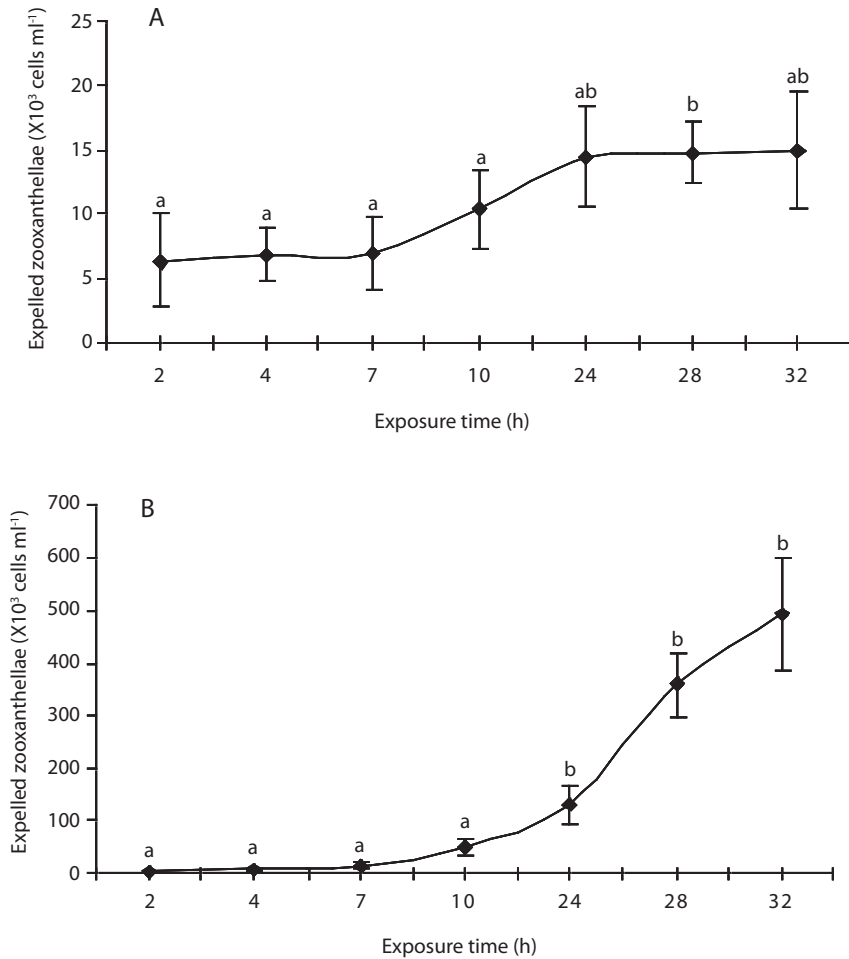 A
Expelled zooxanthellae (X10³ cells ml⁻¹)
25
20
15
10
5
0
a
a
a
a
ab
b
ab
2 4 7 10 24 28 32
Exposure time (h)
B
Expelled zooxanthellae (X10³ cells ml⁻¹)
700
600
500
400
300
200
100
0
a
a
a
a
b
b
b
2 4 7 10 24 28 32
Exposure time (h)